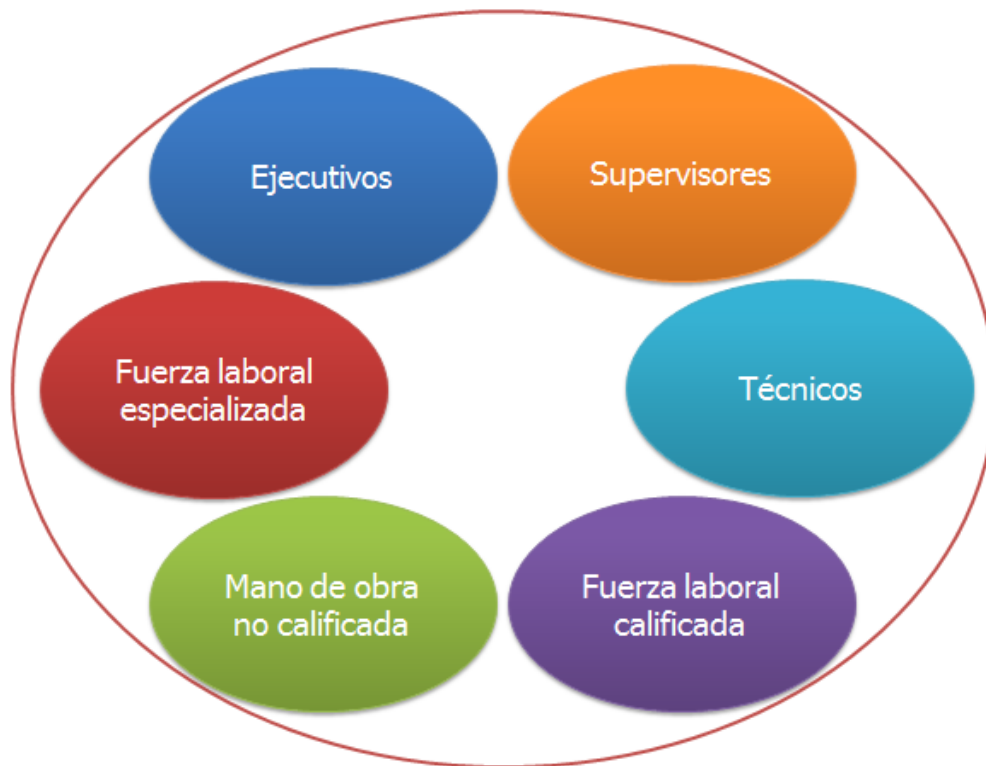 Ejecutivos
Supervisores
Fuerza laboral
especializada
Técnicos
Mano de obra
no calificada
Fuerza laboral
calificada